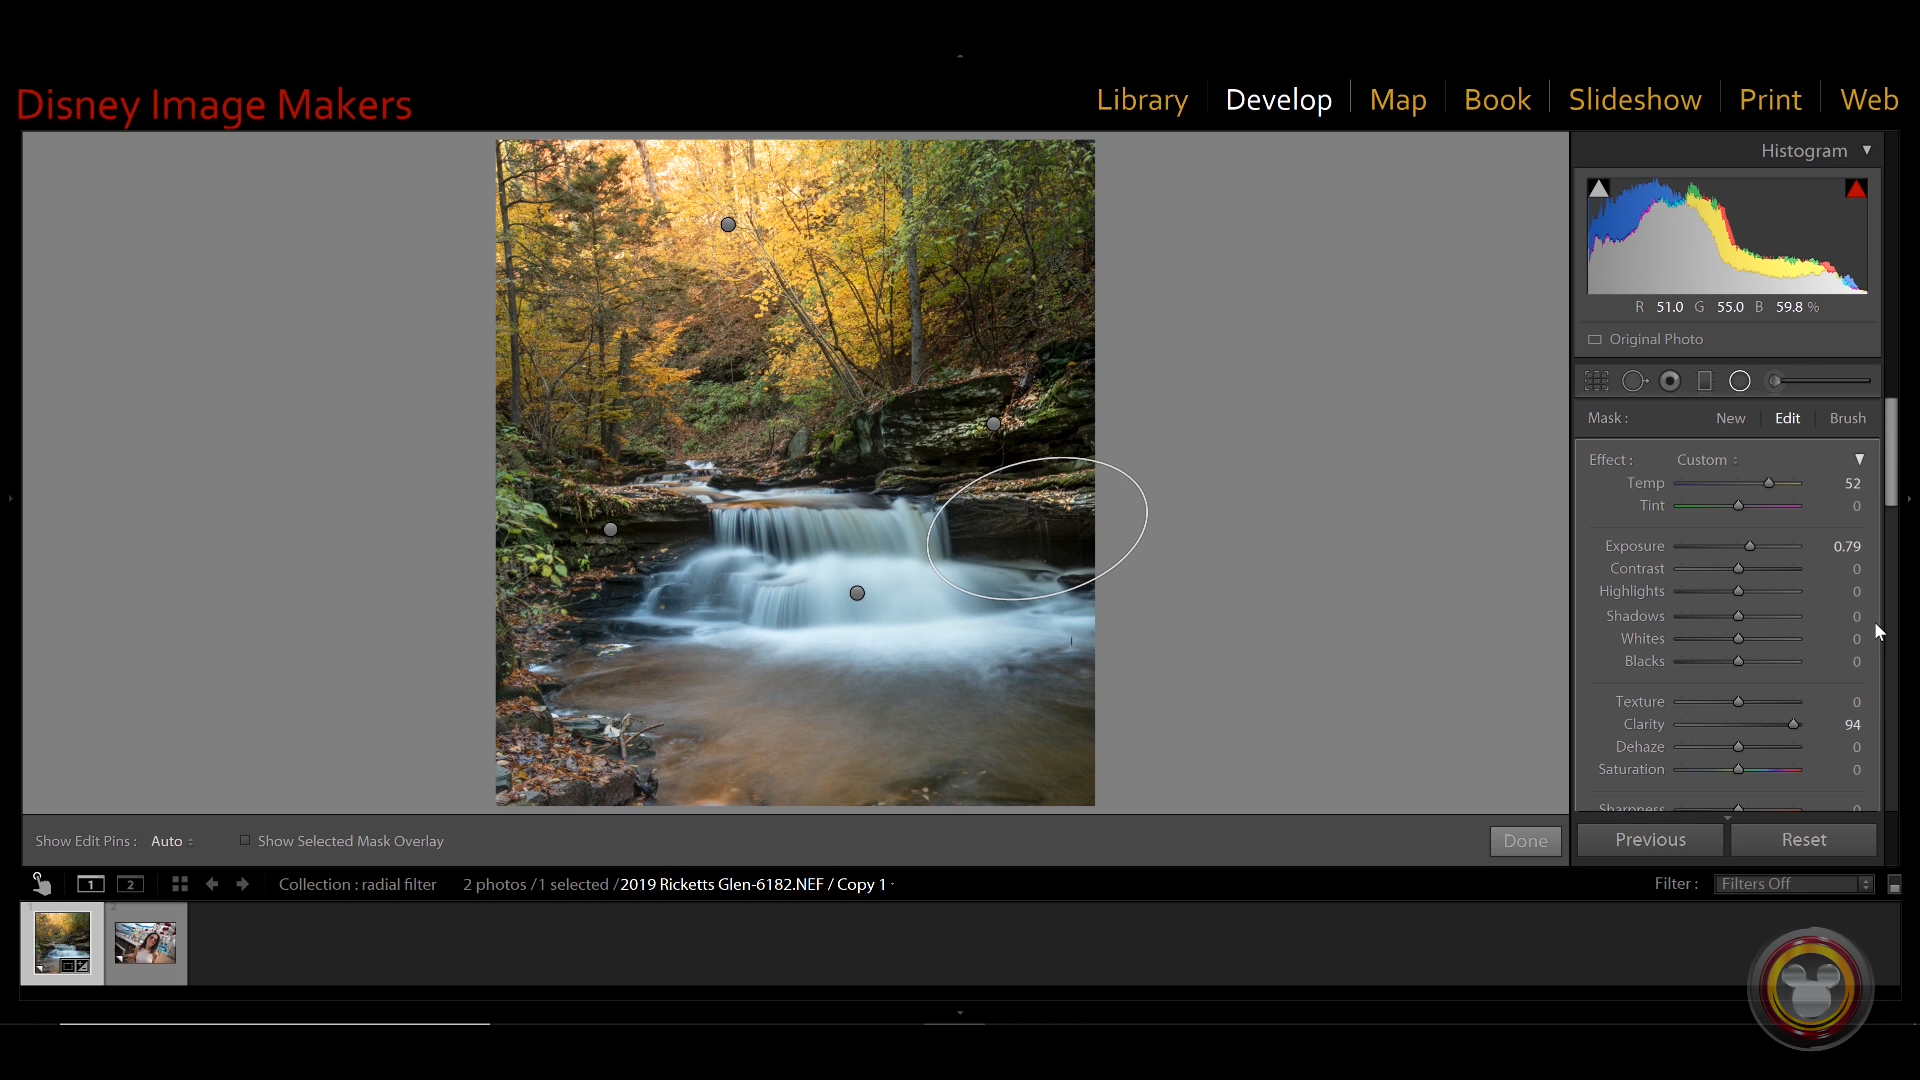 Disney Image Makers
Library Develop Map Book Slideshow Print Web
Histogram
R 51.0 G 55.0 B 59.8 %
Original Photo
Mask : New Edit Brush
Effect : Custom
Temp 52
Tint 0
Exposure 0.79
Contrast 0
Highlights 0
Shadows 0
Whites 0
Blacks 0
Texture 0
Clarity 94
Dehaze 0
Saturation 0
Sharpness 0
Show Edit Pins : Auto Show Selected Mask Overlay Done
Previous Reset
1 2 Collection : radial filter 2 photos /1 selected /2019 Ricketts Glen-6182.NEF / Copy 1
Filter : Filters Off